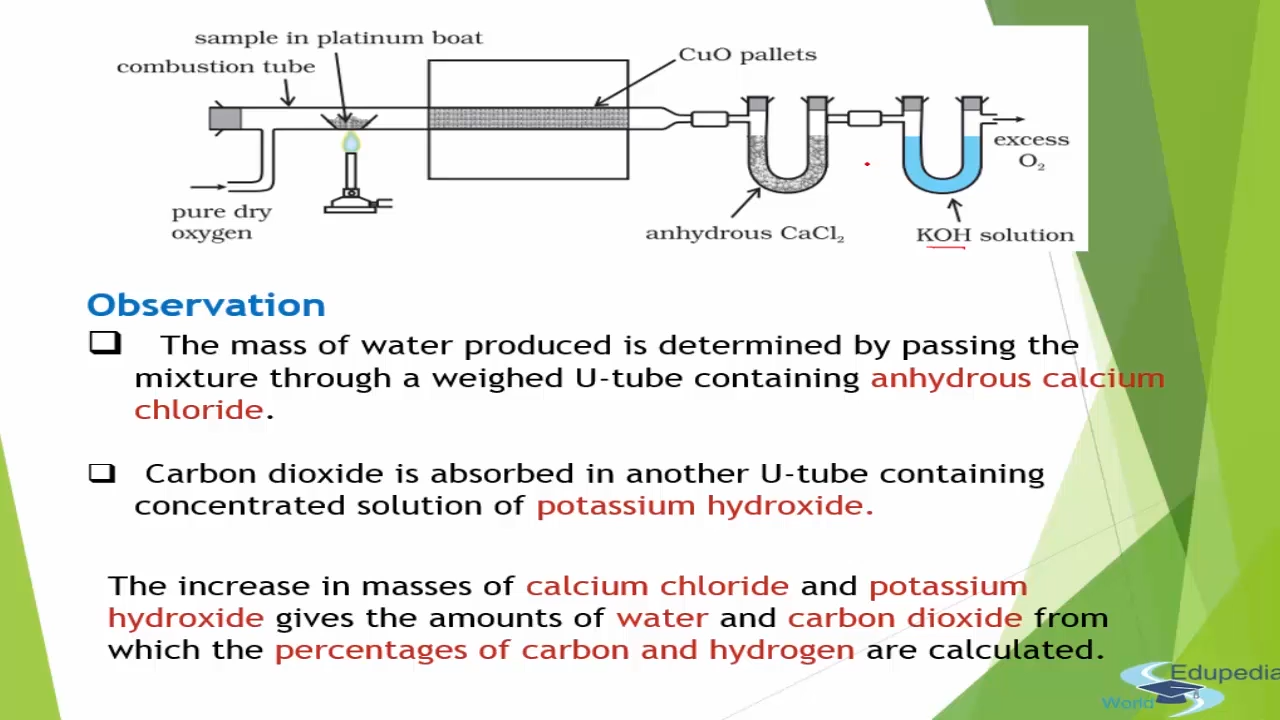 sample in platinum boat
combustion tube
CuO pallets
excess
O₂
pure dry
oxygen
anhydrous CaCl₂
KOH solution
Observation
The mass of water produced is determined by passing the
mixture through a weighed U-tube containing anhydrous calcium
chloride.
Carbon dioxide is absorbed in another U-tube containing
concentrated solution of potassium hydroxide.
The increase in masses of calcium chloride and potassium
hydroxide gives the amounts of water and carbon dioxide from
which the percentages of carbon and hydrogen are calculated.
Edupedia
World
8